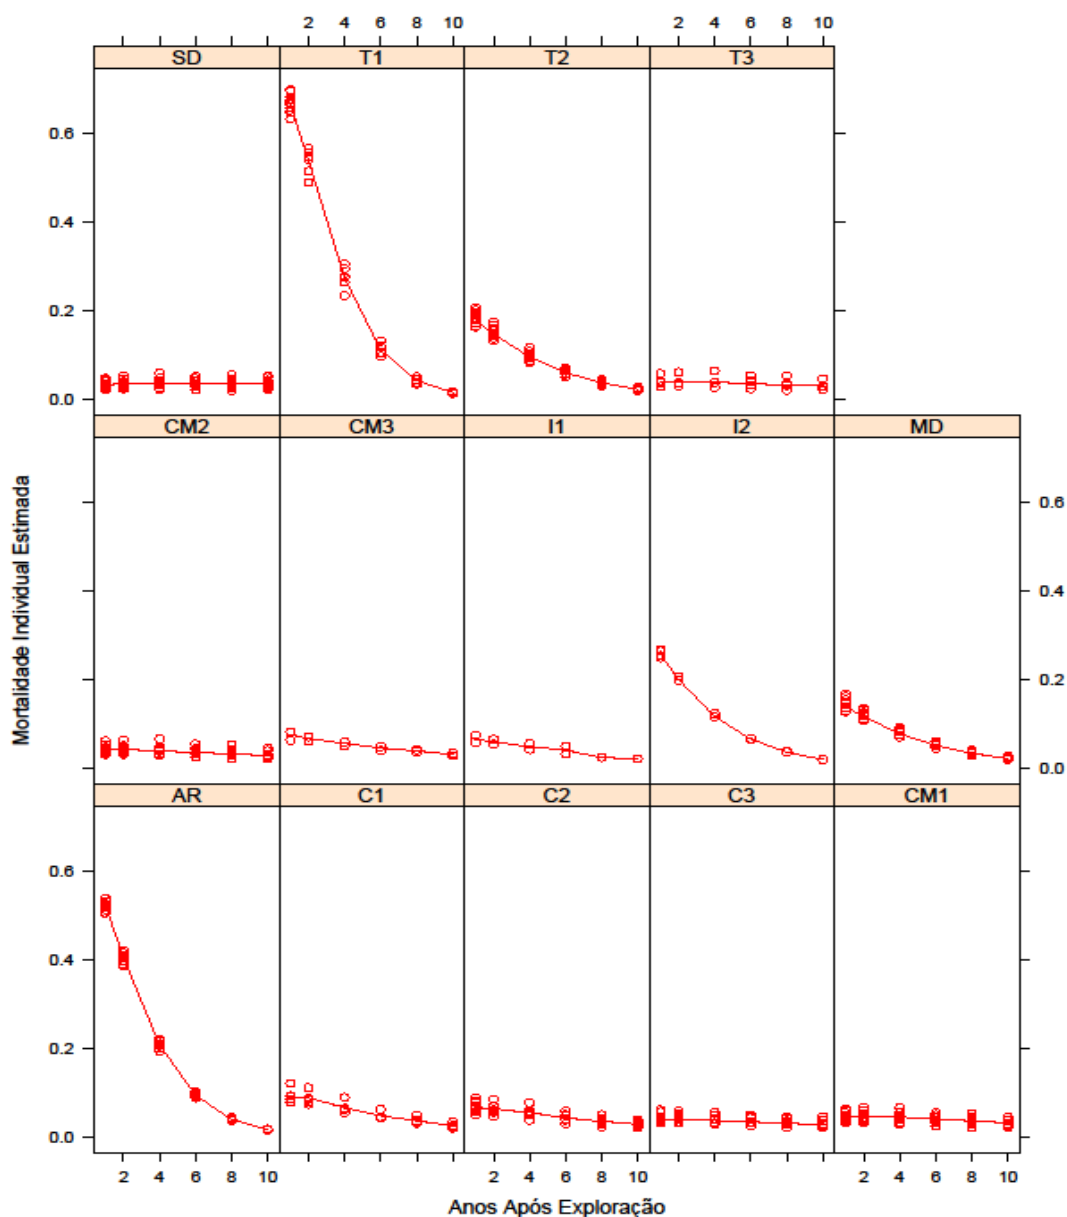 2 4 6 8 10 2 4 6 8 10
SD T1 T2 T3
0.6
0.4
0.2
0.0
CM2 CM3 I1 I2 MD
0.6
0.4
0.2
0.0
AR C1 C2 C3 CM1
0.6
0.4
0.2
0.0
2 4 6 8 10 2 4 6 8 10 2 4 6 8 10
Mortalidade Individual Estimada
Anos Após Exploração